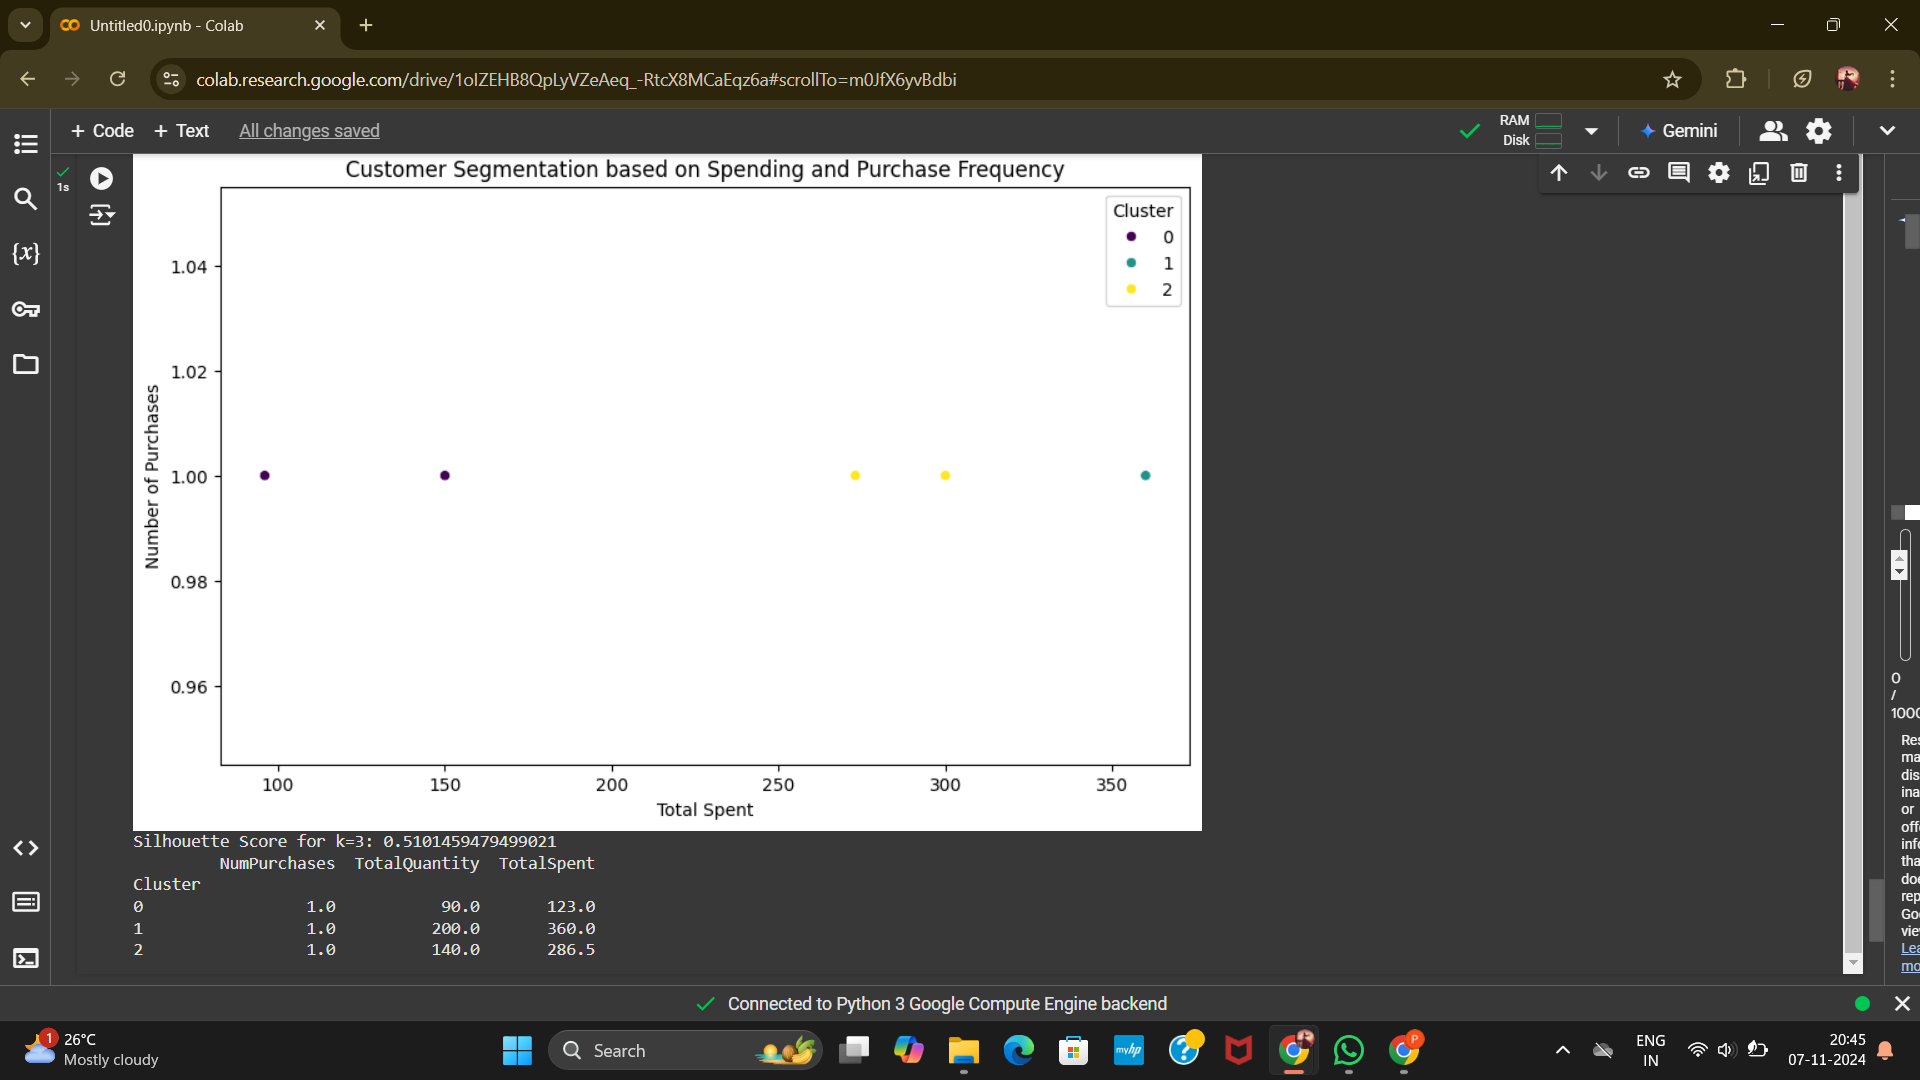 Untitled0.ipynb - Colab
colab.research.google.com/drive/1oIZEHB8QpLyVZeAeq_-RtcX8MCaEqz6a#scrollTo=m0JfX6yvBdbi
+ Code + Text All changes saved
RAM
Disk
Gemini
1s
Customer Segmentation based on Spending and Purchase Frequency
Cluster
0
1
2
1.04
1.02
1.00
0.98
0.96
Number of Purchases
100 150 200 250 300 350
Total Spent
Silhouette Score for k=3: 0.5101459479499021
NumPurchases TotalQuantity TotalSpent
Cluster
0 1.0 90.0 123.0
1 1.0 200.0 360.0
2 1.0 140.0 286.5
0
/
Connected to Python 3 Google Compute Engine backend
1
26°C
Mostly cloudy
Search
myhp
P
ENG
IN
20:45
07-11-2024